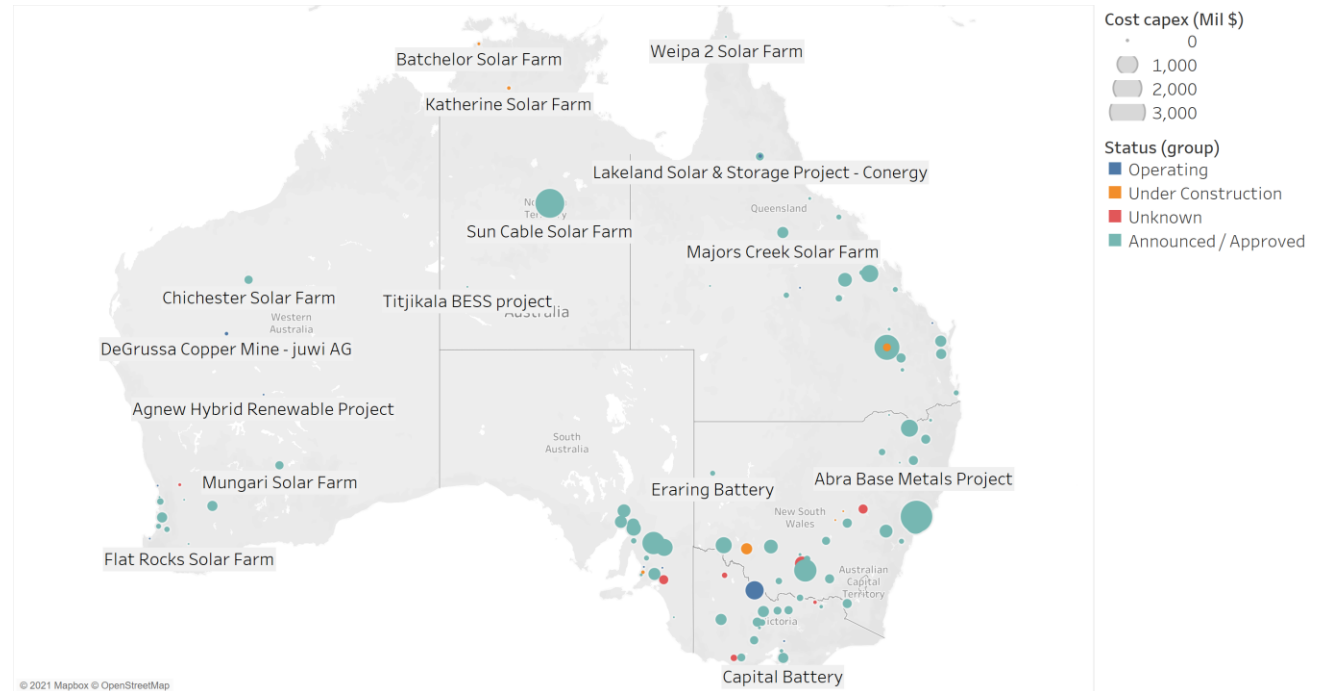 Cost capex (Mil $)
0
1,000
2,000
3,000
Status (group)
Operating
Under Construction
Unknown
Announced / Approved
Batchelor Solar Farm
Weipa 2 Solar Farm
Katherine Solar Farm
Lakeland Solar & Storage Project - Conergy
Queensland
Sun Cable Solar Farm
Majors Creek Solar Farm
Chichester Solar Farm
Titjikala BESS project
Australia
Western
Australia
DeGrussa Copper Mine - juwi AG
Agnew Hybrid Renewable Project
South
Australia
Mungari Solar Farm
Eraring Battery
Abra Base Metals Project
New South
Wales
Flat Rocks Solar Farm
Australian
Capital
Territory
Capital Battery
© 2021 Mapbox © OpenStreetMap